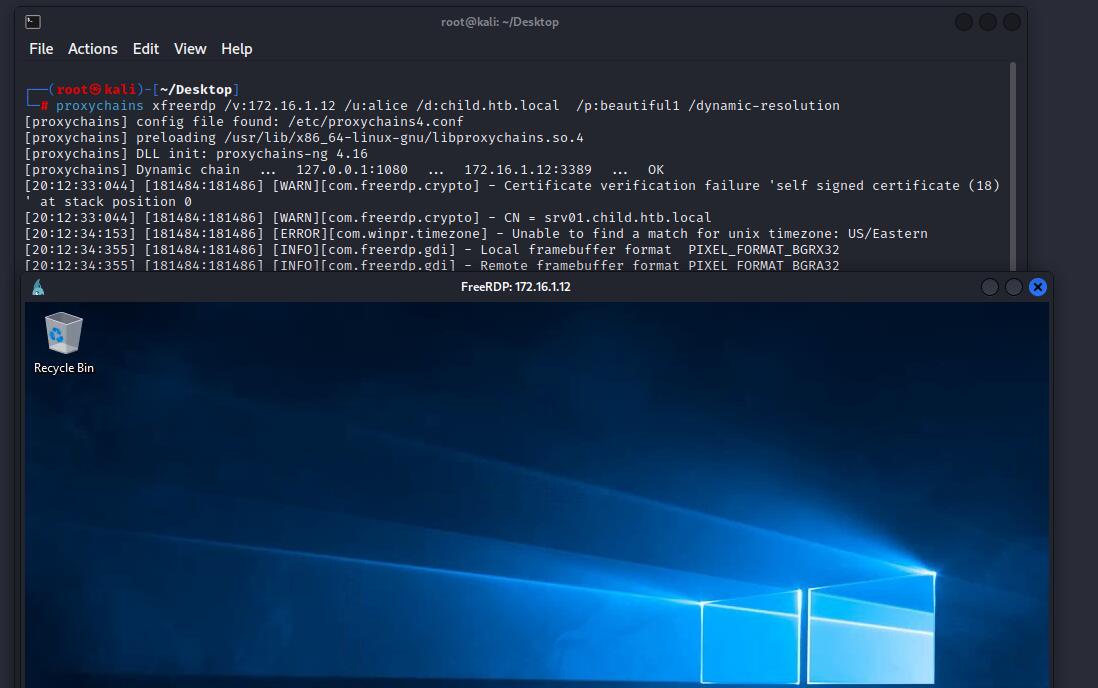 root@kali: ~/Desktop
File Actions Edit View Help
┌──(root㉿kali)-[~/Desktop]
└─# proxychains xfreerdp /v:172.16.1.12 /u:alice /d:child.htb.local  /p:beautiful1 /dynamic-resolution
[proxychains] config file found: /etc/proxychains4.conf
[proxychains] preloading /usr/lib/x86_64-linux-gnu/libproxychains.so.4
[proxychains] DLL init: proxychains-ng 4.16
[proxychains] Dynamic chain  ...  127.0.0.1:1080  ...  172.16.1.12:3389  ...  OK
[20:12:33:044] [181484:181486] [WARN][com.freerdp.crypto] - Certificate verification failure 'self signed certificate (18)
' at stack position 0
[20:12:33:044] [181484:181486] [WARN][com.freerdp.crypto] - CN = srv01.child.htb.local
[20:12:34:153] [181484:181486] [ERROR][com.winpr.timezone] - Unable to find a match for unix timezone: US/Eastern
[20:12:34:355] [181484:181486] [INFO][com.freerdp.gdi] - Local framebuffer format  PIXEL_FORMAT_BGRX32
[20:12:34:355] [181484:181486] [INFO][com.freerdp.gdi] - Remote framebuffer format PIXEL_FORMAT_BGRA32
FreeRDP: 172.16.1.12
Recycle Bin